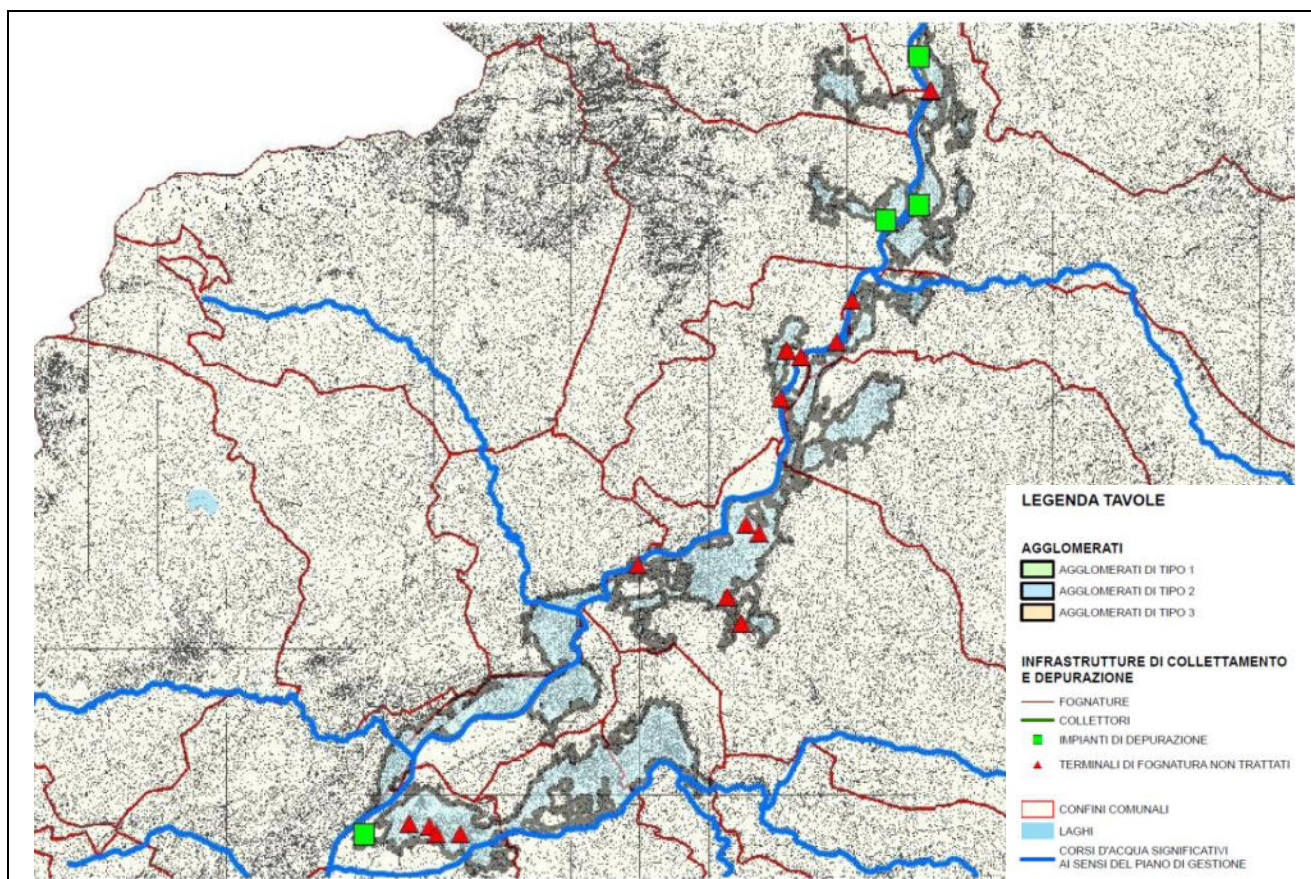 LEGENDA TAVOLE
AGGLOMERATI
AGGLOMERATI DI TIPO 1
AGGLOMERATI DI TIPO 2
AGGLOMERATI DI TIPO 3
INFRASTRUTTURE DI COLLETTAMENTO
E DEPURAZIONE
FOGNATURE
COLLETTORI
IMPIANTI DI DEPURAZIONE
TERMINALI DI FOGNATURA NON TRATTATI
CONFINI COMUNALI
LAGHI
CORSI D'ACQUA SIGNIFICATIVI
AI SENSI DEL PIANO DI GESTIONE